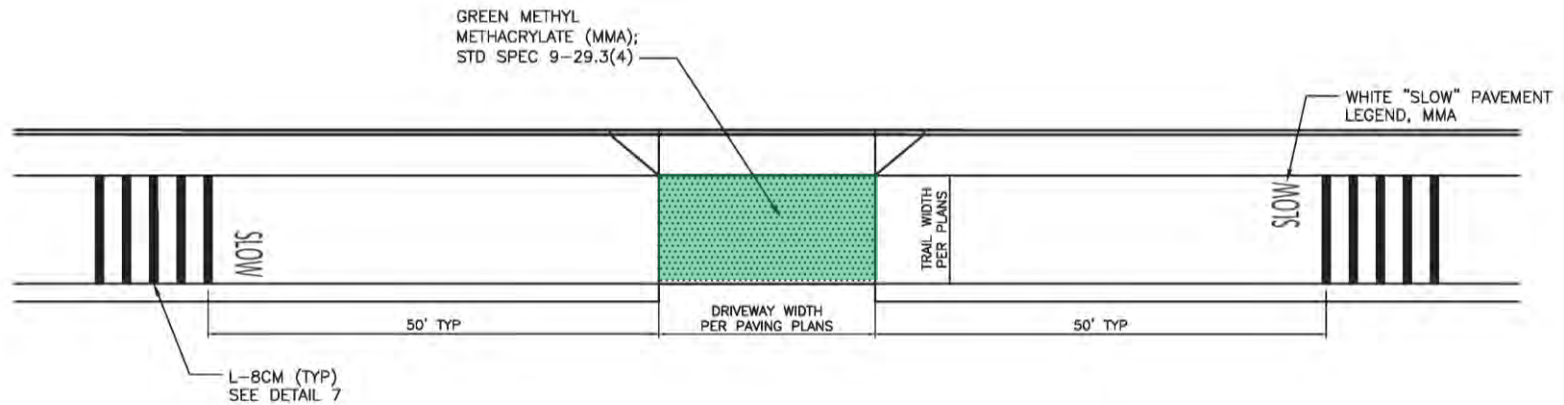 GREEN METHYL
METHACRYLATE (MMA);
STD SPEC 9-29.3(4)
WHITE "SLOW" PAVEMENT
LEGEND, MMA
SLOW
TRAIL WIDTH
PER PLANS
SLOW
50' TYP
DRIVEWAY WIDTH
PER PAVING PLANS
50' TYP
L-8CM (TYP)
SEE DETAIL 7